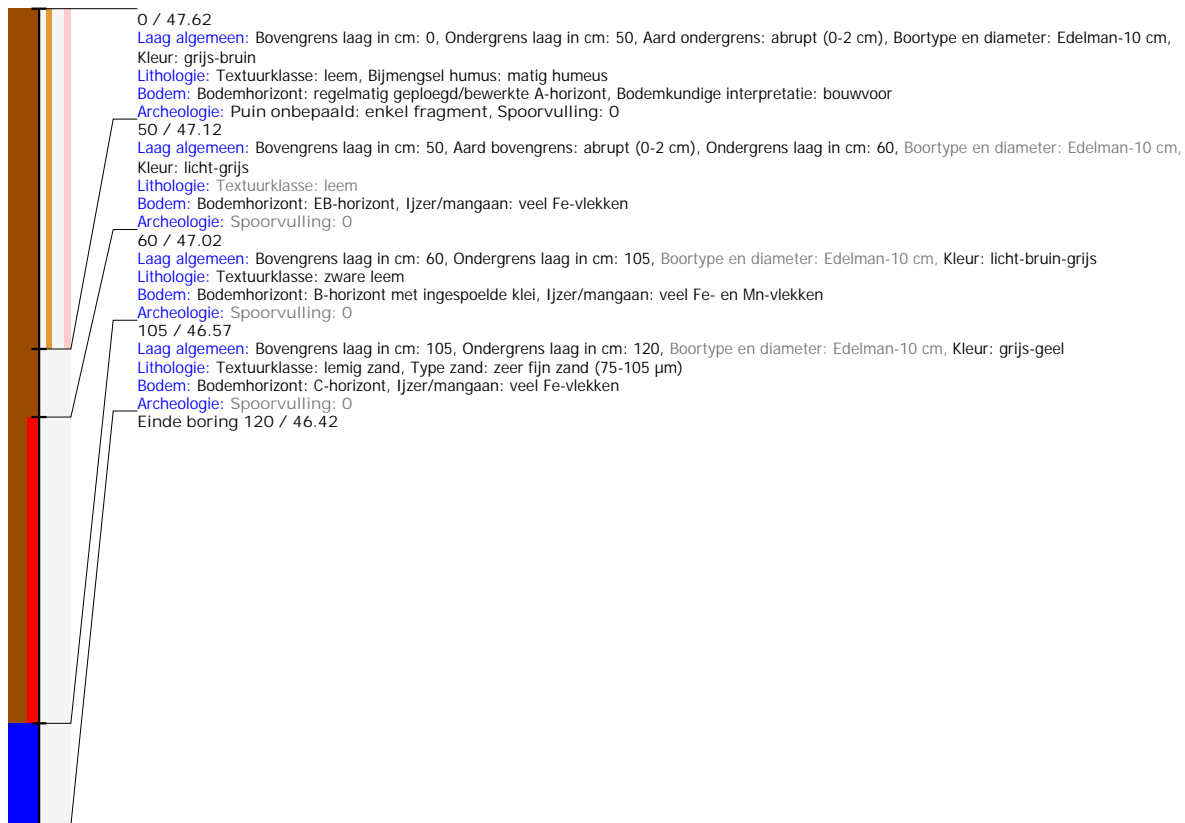 0 / 47.62
Laag algemeen: Bovengrens laag in cm: 0, Ondergrens laag in cm: 50, Aard ondergrens: abrupt (0-2 cm), Boortype en diameter: Edelman-10 cm,
Kleur: grijs-bruin
Lithologie: Textuurklasse: leem, Bijmengsel humus: matig humeus
Bodem: Bodemhorizont: regelmatig geploegd/bewerkte A-horizont, Bodemkundige interpretatie: bouwvoor
Archeologie: Puin onbepaald: enkel fragment, Spoorvulling: 0
50 / 47.12
Laag algemeen: Bovengrens laag in cm: 50, Aard bovengrens: abrupt (0-2 cm), Ondergrens laag in cm: 60, Boortype en diameter: Edelman-10 cm,
Kleur: licht-grijs
Lithologie: Textuurklasse: leem
Bodem: Bodemhorizont: EB-horizont, Ijzer/mangaan: veel Fe-vlekken
Archeologie: Spoorvulling: 0
60 / 47.02
Laag algemeen: Bovengrens laag in cm: 60, Ondergrens laag in cm: 105, Boortype en diameter: Edelman-10 cm, Kleur: licht-bruin-grijs
Lithologie: Textuurklasse: zware leem
Bodem: Bodemhorizont: B-horizont met ingespoelde klei, Ijzer/mangaan: veel Fe- en Mn-vlekken
Archeologie: Spoorvulling: 0
105 / 46.57
Laag algemeen: Bovengrens laag in cm: 105, Ondergrens laag in cm: 120, Boortype en diameter: Edelman-10 cm, Kleur: grijs-geel
Lithologie: Textuurklasse: lemig zand, Type zand: zeer fijn zand (75-105 µm)
Bodem: Bodemhorizont: C-horizont, Ijzer/mangaan: veel Fe-vlekken
Archeologie: Spoorvulling: 0
Einde boring 120 / 46.42